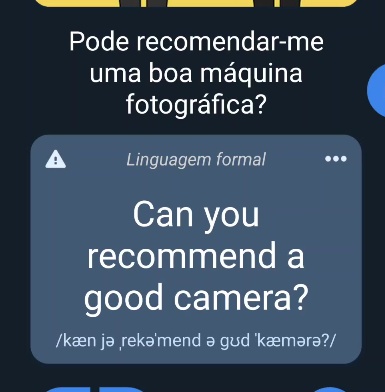 Pode recomendar-me
uma boa máquina
fotográfica?
Linguagem formal
Can you
recommend a
good camera?
/kæn jə ˌrekə'mend ə gʊd 'kæmərə?/